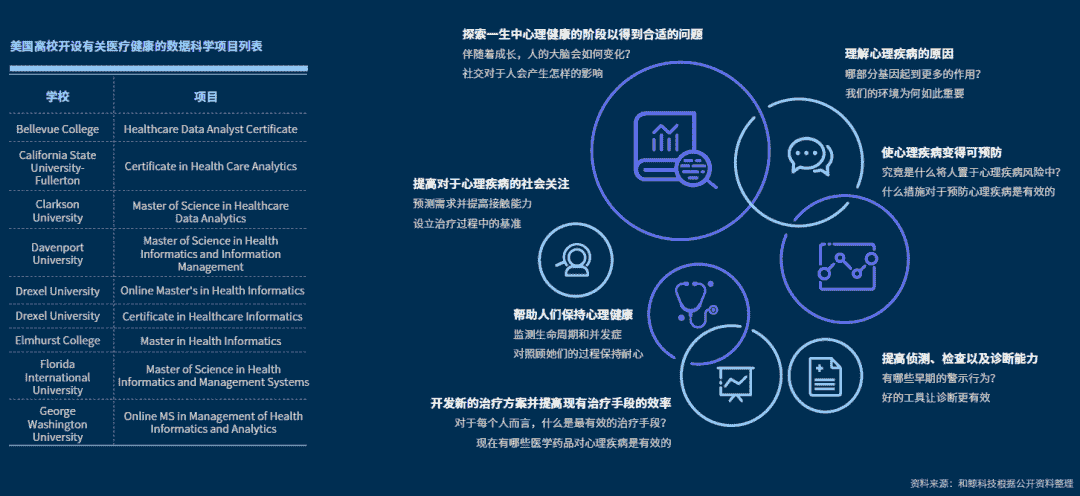 美国高校开设有关医疗健康的数据科学项目列表
学校
项目
Bellevue College
Healthcare Data Analyst Certificate
California State
University-
Fullerton
Certificate in Health Care Analytics
Clarkson
University
Master of Science in Healthcare
Data Analytics
Davenport
University
Master of Science in Health
Informatics and Information
Management
Drexel University
Online Master's in Health Informatics
Drexel University
Certificate in Healthcare Informatics
Elmhurst College
Master in Health Informatics
Florida
International
University
Master of Science in Health
Informatics and Management Systems
George
Washington
University
Online MS in Management of Health
Informatics and Analytics
探索一生中心理健康的阶段以得到合适的问题
伴随着成长，人的大脑会如何变化？
社交对于人会产生怎样的影响
理解心理疾病的原因
哪部分基因起到更多的作用？
我们的环境为何如此重要
使心理疾病变得可预防
究竟是什么将人置于心理疾病风险中？
什么措施对于预防心理疾病是有效的
提高对于心理疾病的社会关注
预测需求并提高接触能力
设立治疗过程中的基准
帮助人们保持心理健康
监测生命周期和并发症
对照顾她们的过程保持耐心
提高侦测、检查以及诊断能力
有哪些早期的警示行为？
好的工具让诊断更有效
开发新的治疗方案并提高现有治疗手段的效率
对于每个人而言，什么是最有效的治疗手段？
现在有哪些医学药品对心理疾病是有效的
资料来源：和鲸科技根据公开资料整理